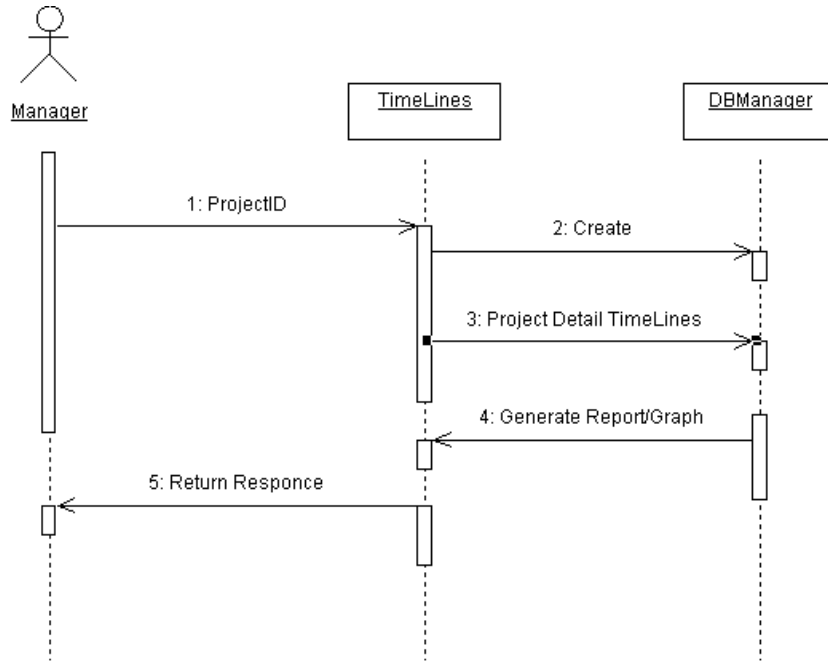 Manager
TimeLines
DBManager
1: ProjectID
2: Create
3: Project Detail TimeLines
4: Generate Report/Graph
5: Return Responce